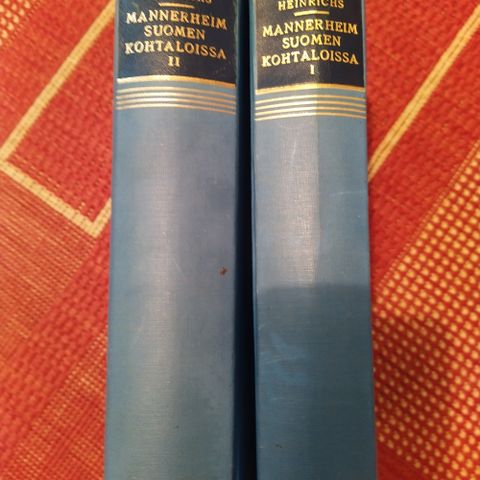 MANNERHEIM
SUOMEN
KOHTALOISSA
II
HEINRICHS
MANNERHEIM
SUOMEN
KOHTALOISSA
I